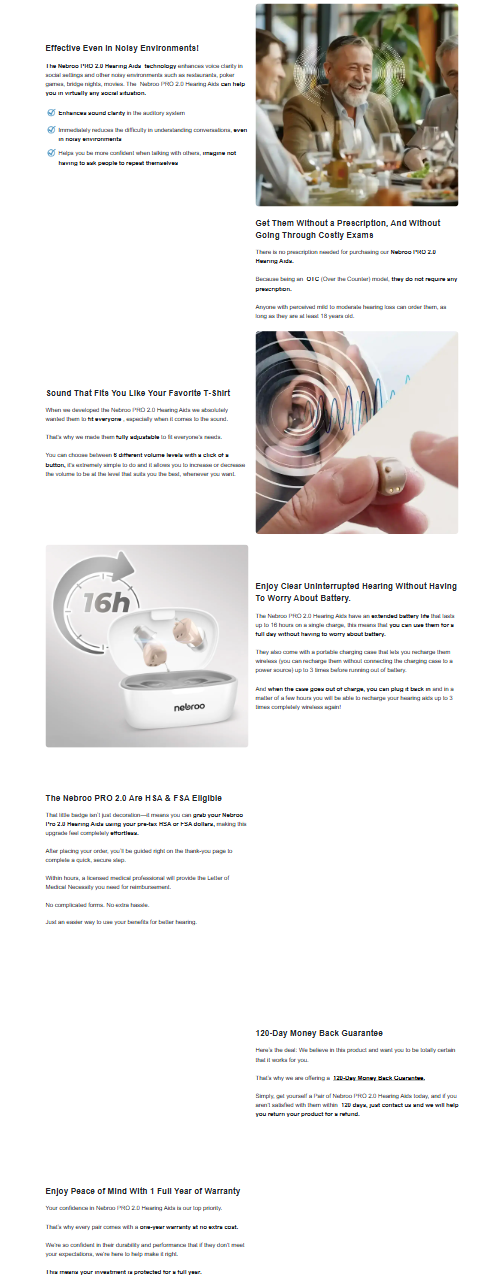 Effective Even in Noisy Environments!
The Nebroo PRO 2.0 Hearing Aids technology enhances voice clarity in
social settings and other noisy environments such as restaurants, poker
games, bridge nights, movies. The Nebroo PRO 2.0 Hearing Aids can help
you in virtually any social situation.
Enhances sound clarity in the auditory system
Immediately reduces the difficulty in understanding conversations, even
in noisy environments
Helps you be more confident when talking with others, imagine not
having to ask people to repeat themselves
Get Them Without a Prescription, And Without
Going Through Costly Exams
There is no prescription needed for purchasing our Nebroo PRO 2.0
Hearing Aids.
Because being an OTC (Over the Counter) model, they do not require any
prescription.
Anyone with perceived mild to moderate hearing loss can order them, as
long as they are at least 18 years old.
Sound That Fits You Like Your Favorite T-Shirt
When we developed the Nebroo PRO 2.0 Hearing Aids we absolutely
wanted them to fit everyone, especially when it comes to the sound.
That's why we made them fully adjustable to fit everyone's needs.
You can choose between 6 different volume levels with a click of a
button, it's extremely simple to do and it allows you to increase or decrease
the volume to be at the level that suits you the best, whenever you want.
16h
nebroo
Enjoy Clear Uninterrupted Hearing Without Having
To Worry About Battery.
The Nebroo PRO 2.0 Hearing Aids have an extended battery life that lasts
up to 16 hours on a single charge, this means that you can use them for a
full day without having to worry about battery.
They also come with a portable charging case that lets you recharge them
wireless (you can recharge them without connecting the charging case to a
power source) up to 3 times before running out of battery.
And when the case goes out of charge, you can plug it back in and in a
matter of a few hours you will be able to recharge your hearing aids up to 3
times completely wireless again!
The Nebroo PRO 2.0 Are HSA & FSA Eligible
That little badge isn't just decoration—it means you can grab your Nebroo
Pro 2.0 Hearing Aids using your pre-tax HSA or FSA dollars, making this
upgrade feel completely effortless.
After placing your order, you'll be guided right on the thank-you page to
complete a quick, secure step.
Within hours, a licensed medical professional will provide the Letter of
Medical Necessity you need for reimbursement.
No complicated forms. No extra hassle.
Just an easier way to use your benefits for better hearing.
120-Day Money Back Guarantee
Here's the deal. We believe in this product and want you to be totally certain
that it works for you.
That's why we are offering a 120-Day Money Back Guarantee.
Simply, get yourself a Pair of Nebroo PRO 2.0 Hearing Aids today, and if you
aren't satisfied with them within 120 days, just contact us and we will help
you return your product for a refund.
Enjoy Peace of Mind With 1 Full Year of Warranty
Your confidence in Nebroo PRO 2.0 Hearing Aids is our top priority.
That's why every pair comes with a one-year warranty at no extra cost.
We're so confident in their durability and performance that if they don't meet
your expectations, we're here to help make it right.
This means your investment is protected for a full year.